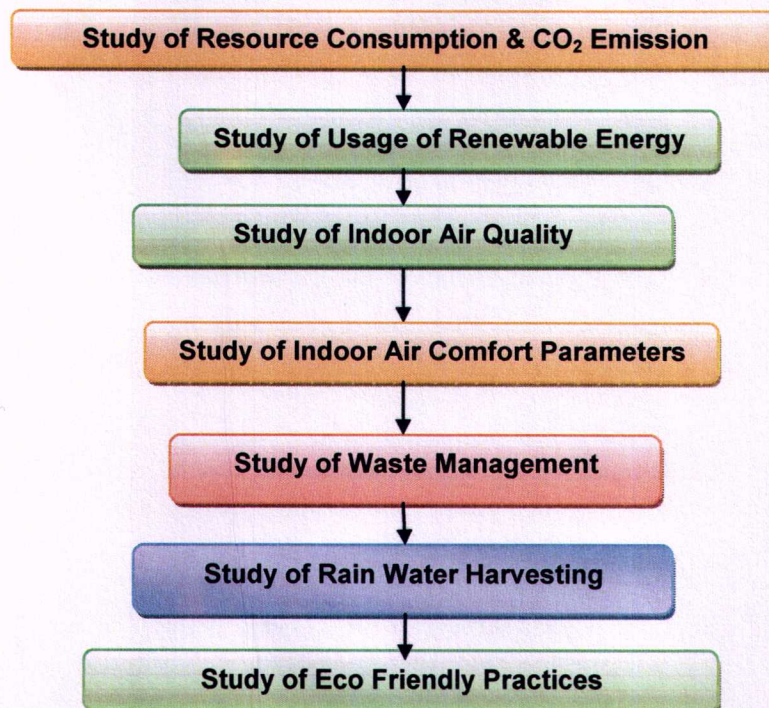 Study of Resource Consumption & CO₂ Emission
Study of Usage of Renewable Energy
Study of Indoor Air Quality
Study of Indoor Air Comfort Parameters
Study of Waste Management
Study of Rain Water Harvesting
Study of Eco Friendly Practices